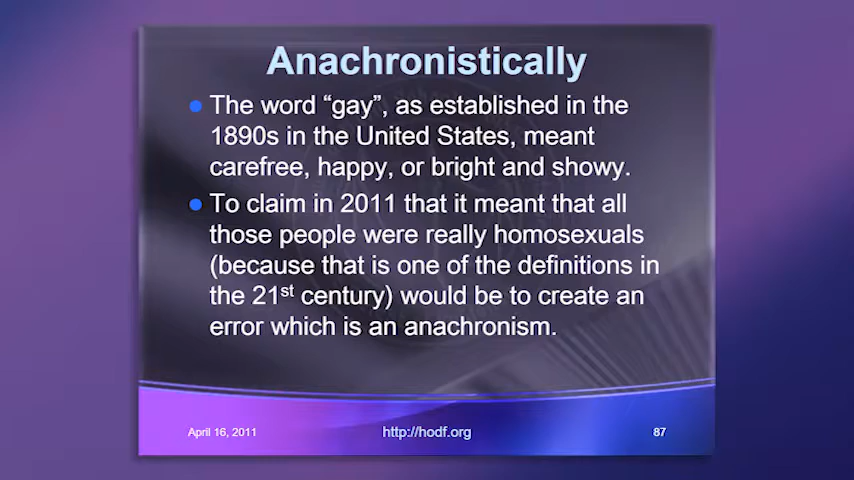 Anachronistically
The word “gay”, as established in the
1890s in the United States, meant
carefree, happy, or bright and showy.
To claim in 2011 that it meant that all
those people were really homosexuals
(because that is one of the definitions in
the 21st century) would be to create an
error which is an anachronism.
April 16, 2011 http://hodf.org 87